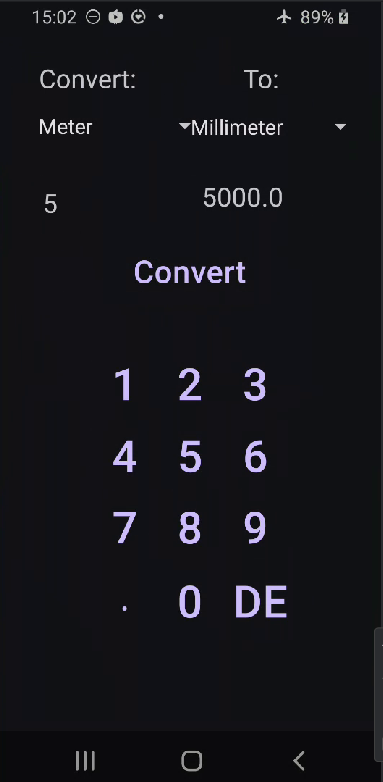 15:02 89%
Convert: To:
Meter Millimeter
5 5000.0
Convert
1 2 3
4 5 6
7 8 9
. 0 DE